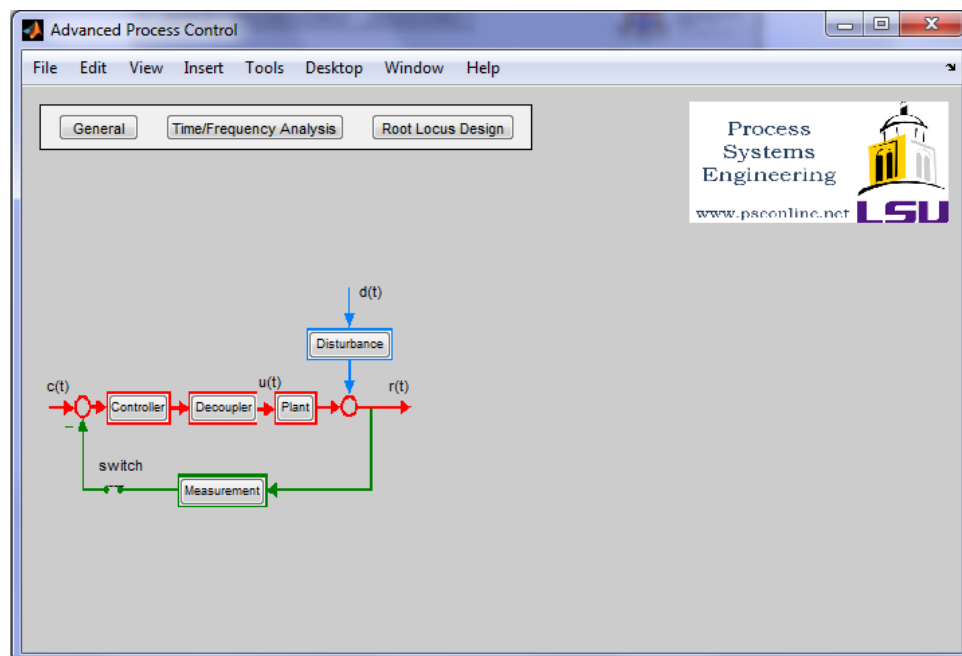 Advanced Process Control
File Edit View Insert Tools Desktop Window Help
General Time/Frequency Analysis Root Locus Design
Process
Systems
Engineering
www.pseonline.net
LSU
d(t)
Disturbance
c(t) u(t) r(t)
Controller Decoupler Plant
–
switch
Measurement